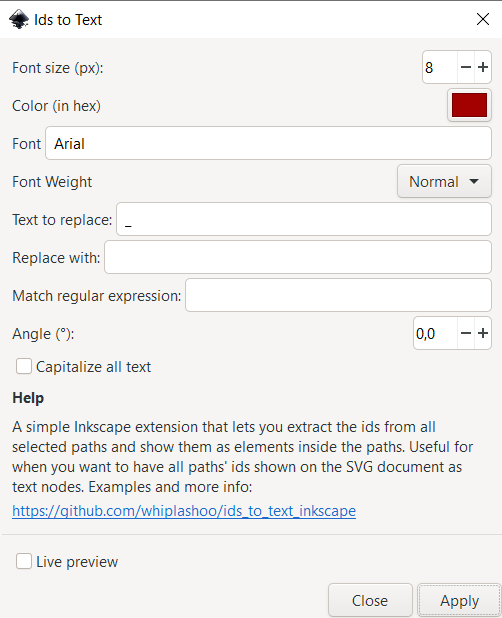 Ids to Text
Font size (px): 8
Color (in hex)
Font Arial
Font Weight Normal
Text to replace: _
Replace with:
Match regular expression:
Angle (°): 0,0
Capitalize all text
Help
A simple Inkscape extension that lets you extract the ids from all
selected paths and show them as elements inside the paths. Useful for
when you want to have all paths' ids shown on the SVG document as
text nodes. Examples and more info:
https://github.com/whiplashoo/ids_to_text_inkscape
Live preview
Close Apply